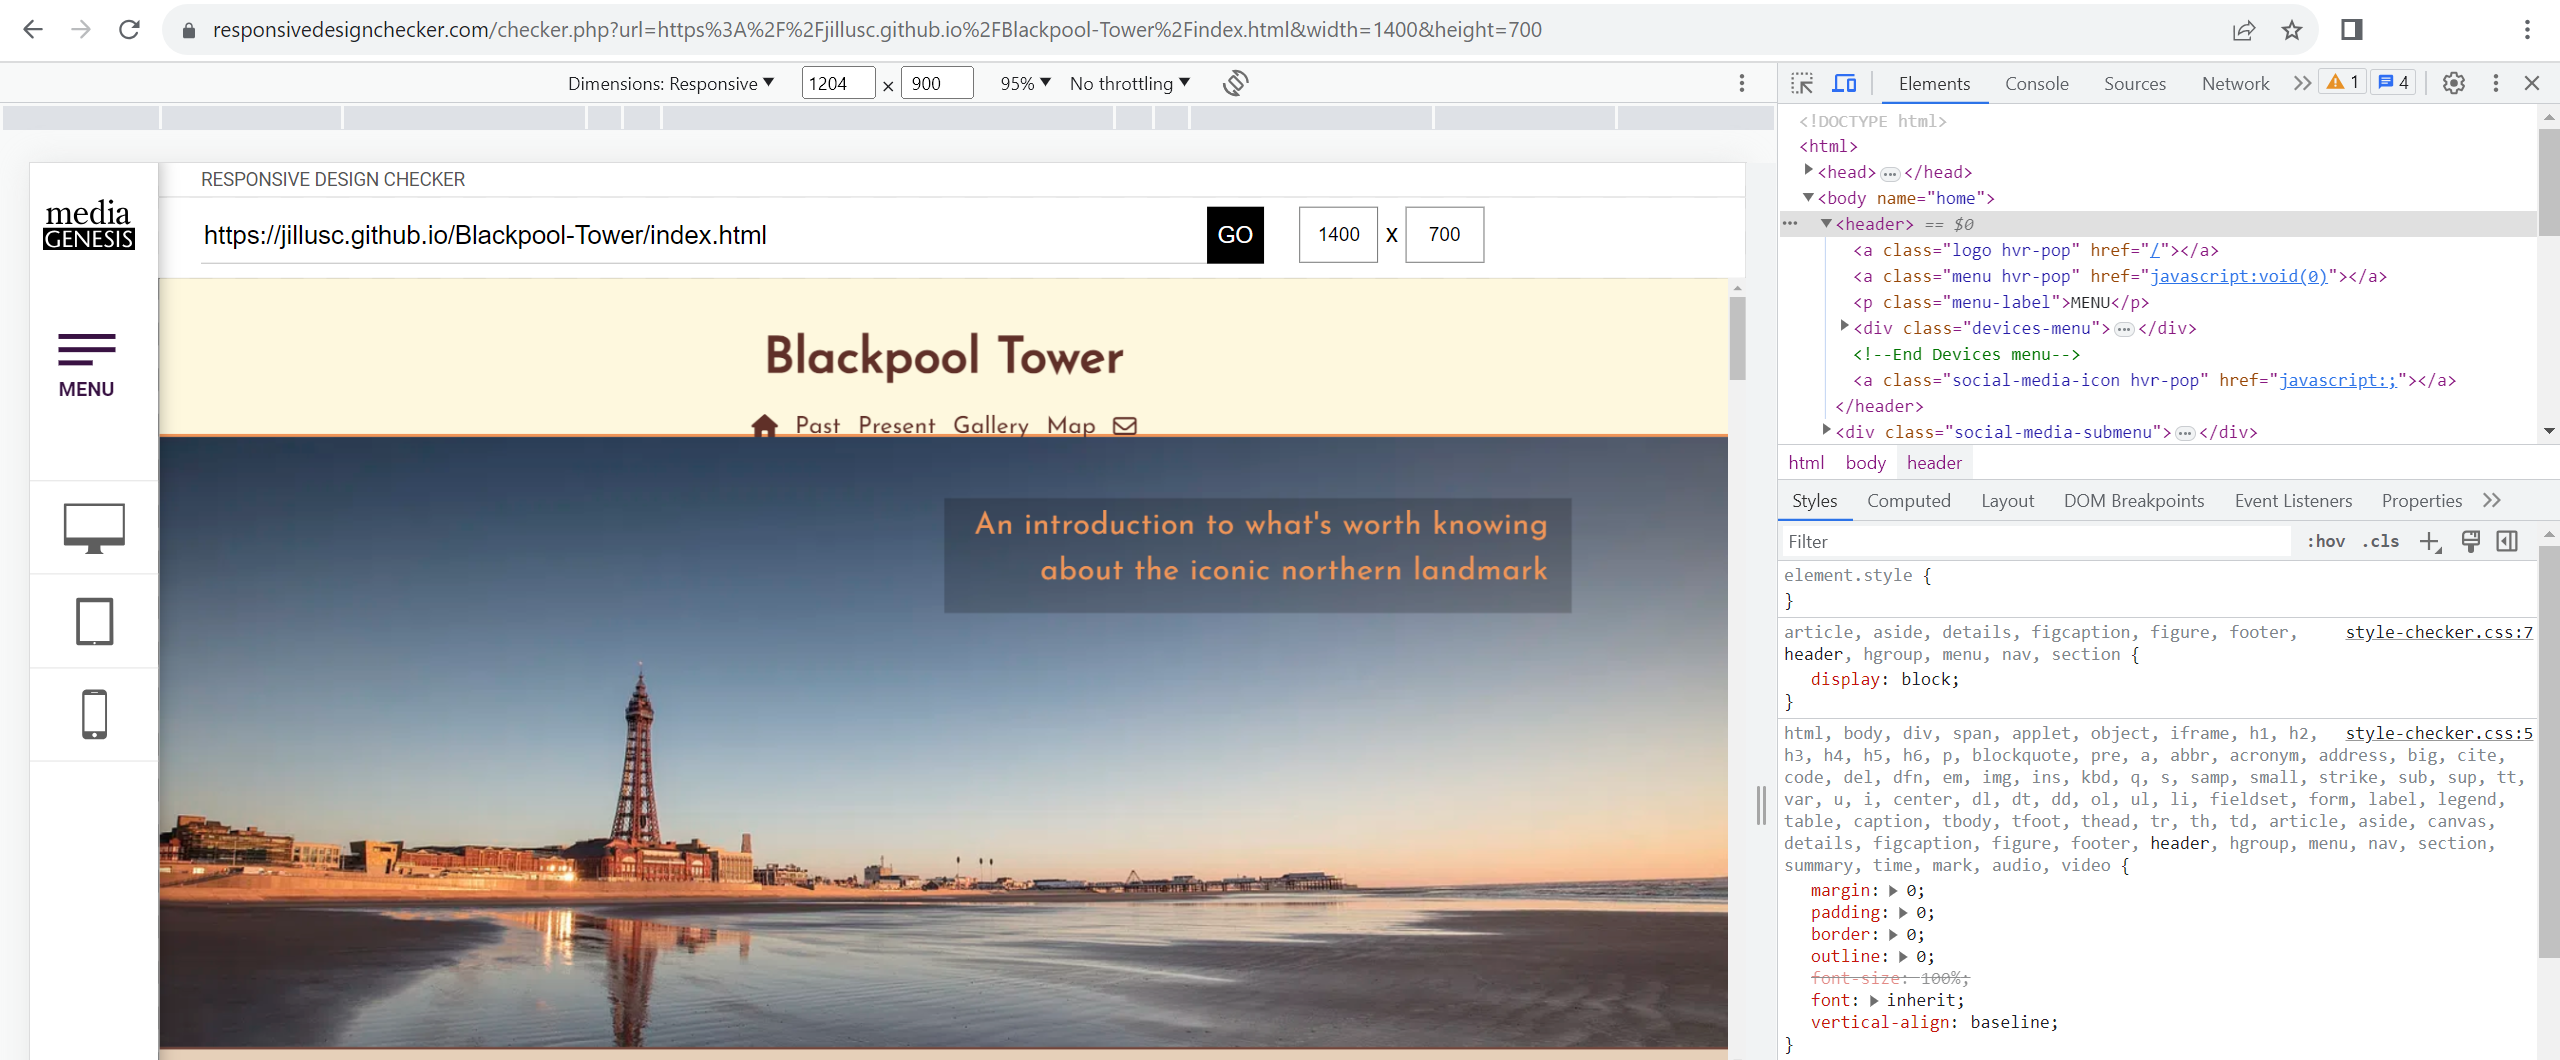 responsivedesignchecker.com/checker.php?url=https%3A%2F%2Fjillusc.github.io%2FBlackpool-Tower%2Findex.html&width=1400&height=700
Dimensions: Responsive 1204 × 900 95% No throttling
Elements Console Sources Network 1 4
media
GENESIS
MENU
RESPONSIVE DESIGN CHECKER
https://jillusc.github.io/Blackpool-Tower/index.html GO 1400 X 700
Blackpool Tower
Past Present Gallery Map
An introduction to what's worth knowing
about the iconic northern landmark
<!DOCTYPE html>
<html>
<head> … </head>
<body name="home">
… <header> == $0
<a class="logo hvr-pop" href="/"></a>
<a class="menu hvr-pop" href="javascript:void(0)"></a>
<p class="menu-label">MENU</p>
<div class="devices-menu"> … </div>
<!--End Devices menu-->
<a class="social-media-icon hvr-pop" href="javascript:;"></a>
</header>
<div class="social-media-submenu"> … </div>
html body header
Styles Computed Layout DOM Breakpoints Event Listeners Properties
Filter :hov .cls
element.style {
}
article, aside, details, figcaption, figure, footer, style-checker.css:7
header, hgroup, menu, nav, section {
display: block;
}
html, body, div, span, applet, object, iframe, h1, h2, style-checker.css:5
h3, h4, h5, h6, p, blockquote, pre, a, abbr, acronym, address, big, cite,
code, del, dfn, em, img, ins, kbd, q, s, samp, small, strike, sub, sup, tt,
var, u, i, center, dl, dt, dd, ol, ul, li, fieldset, form, label, legend,
table, caption, tbody, tfoot, thead, tr, th, td, article, aside, canvas,
details, figcaption, figure, footer, header, hgroup, menu, nav, section,
summary, time, mark, audio, video {
margin: 0;
padding: 0;
border: 0;
outline: 0;
font-size: 100%;
font: inherit;
vertical-align: baseline;
}